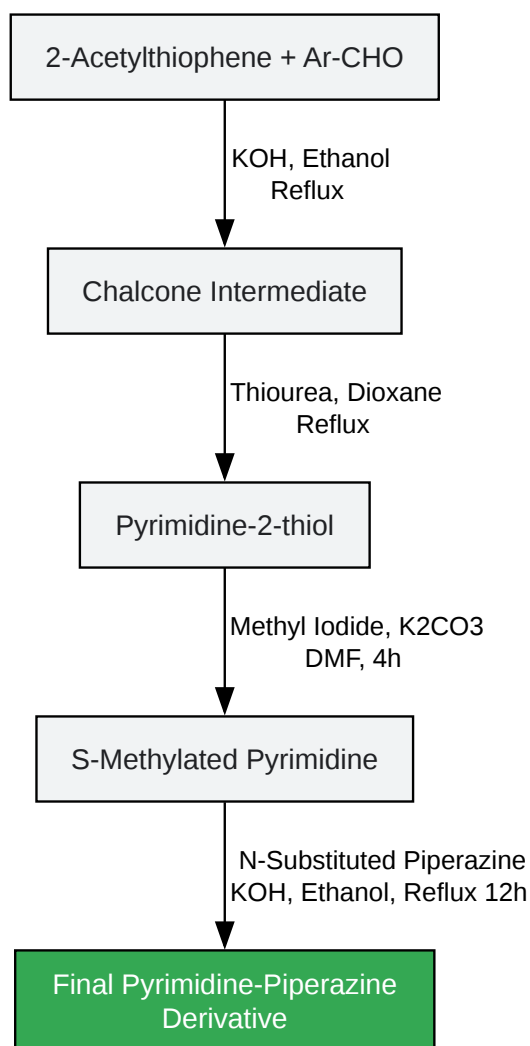 2-Acetylthiophene + Ar-CHO
KOH, Ethanol
Reflux
Chalcone Intermediate
Thiourea, Dioxane
Reflux
Pyrimidine-2-thiol
Methyl Iodide, K2CO3
DMF, 4h
S-Methylated Pyrimidine
N-Substituted Piperazine
KOH, Ethanol, Reflux 12h
Final Pyrimidine-Piperazine
Derivative